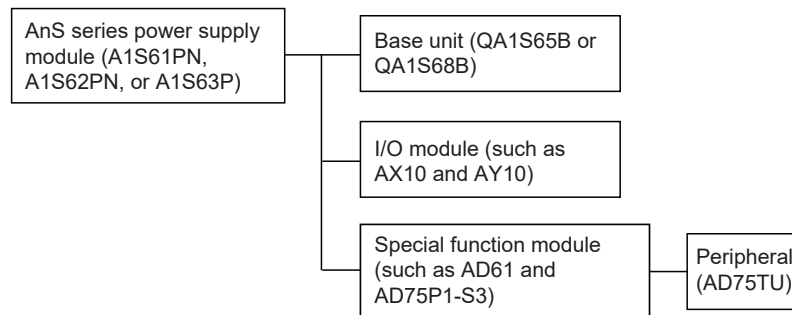 AnS series power supply
module (A1S61PN,
A1S62PN, or A1S63P)
Base unit (QA1S65B or
QA1S68B)
I/O module (such as
AX10 and AY10)
Special function module
(such as AD61 and
AD75P1-S3)
Peripheral
(AD75TU)